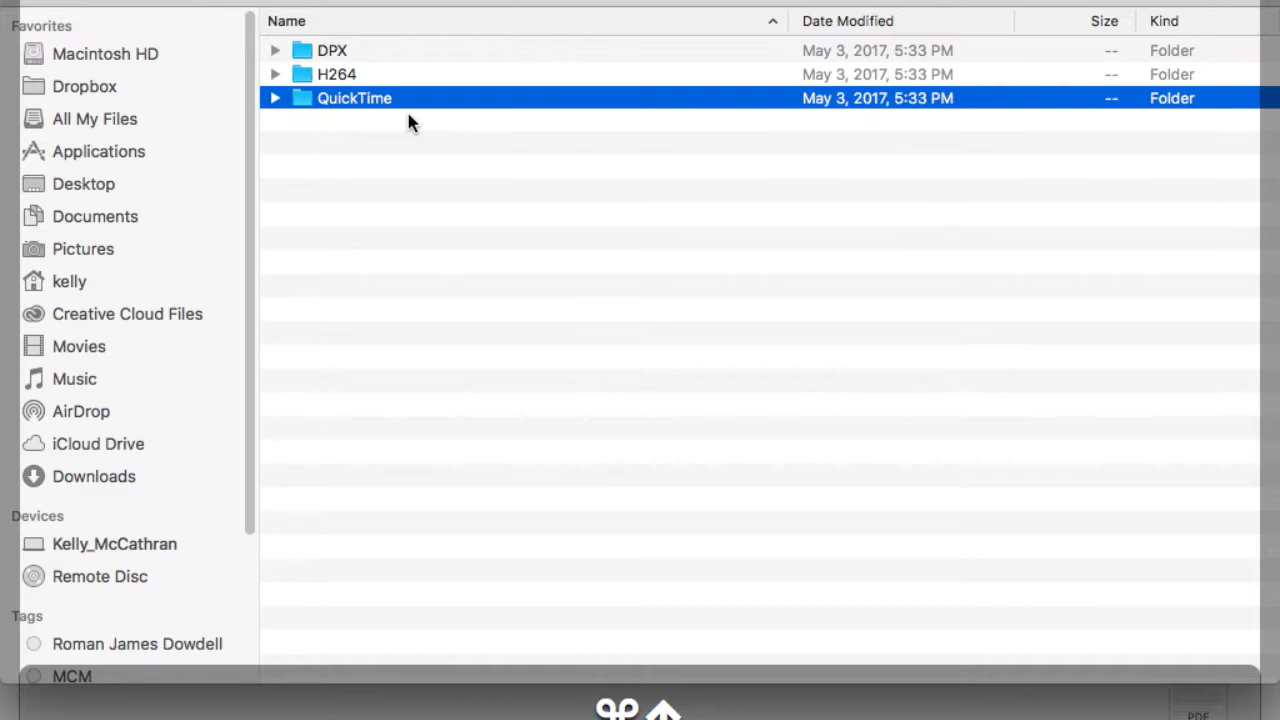 Favorites
Macintosh HD
Dropbox
All My Files
Applications
Desktop
Documents
Pictures
kelly
Creative Cloud Files
Movies
Music
AirDrop
iCloud Drive
Downloads
Devices
Kelly_McCathran
Remote Disc
Tags
Roman James Dowdell
MCM
Name Date Modified Size Kind
DPX May 3, 2017, 5:33 PM -- Folder
H264 May 3, 2017, 5:33 PM -- Folder
QuickTime May 3, 2017, 5:33 PM -- Folder
⌘
PDF